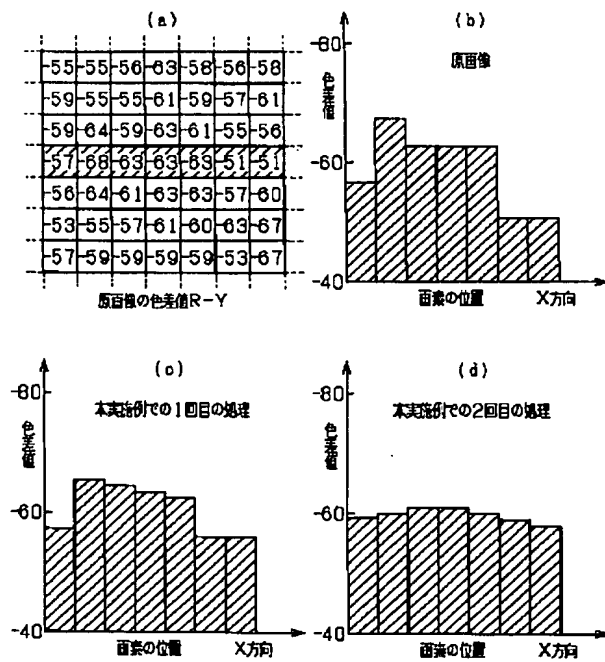 (a)
-55-55-56-63-58-56-58
-59-55-55-61-59-57-61
-59-64-59-63-61-55-56
-57-68-63-63-63-51-51
-56-64-61-63-63-57-60
-53-55-57-61-60-63-67
-57-59-59-59-59-53-67
原画像の色差値R-Y
(b)
原画像
-80
色差値
-60
-40
画素の位置 X方向
(c)
本実施例での1回目の処理
-80
色差値
-60
-40
画素の位置 X方向
(d)
本実施例での2回目の処理
-80
色差値
-60
-40
画素の位置 X方向